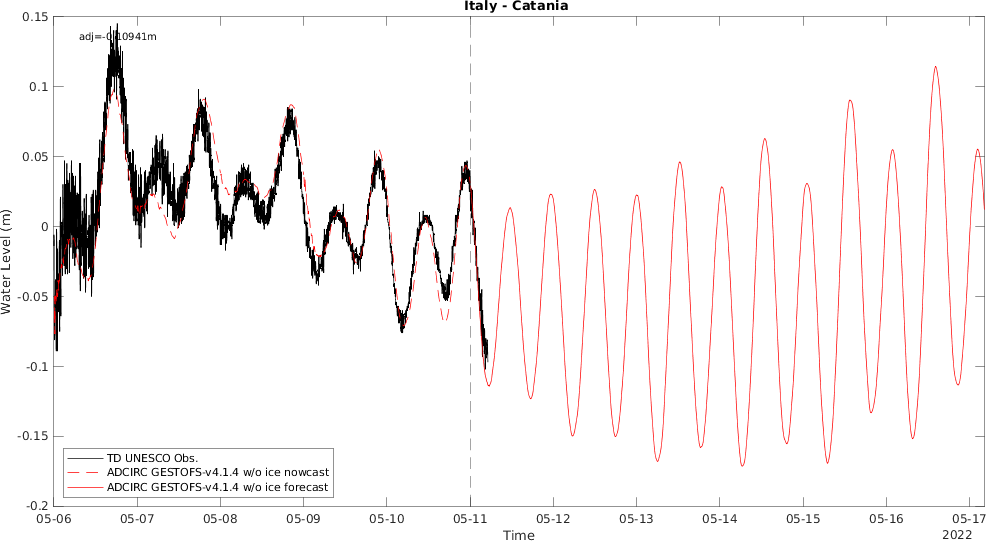 Italy - Catania
0.15
adj=-0.10941m
0.1
0.05
0
-0.05
-0.1
-0.15
-0.2
Water Level (m)
TD UNESCO Obs.
ADCIRC GESTOFS-v4.1.4 w/o ice nowcast
ADCIRC GESTOFS-v4.1.4 w/o ice forecast
05-06 05-07 05-08 05-09 05-10 05-11 05-12 05-13 05-14 05-15 05-16 05-17
Time
2022